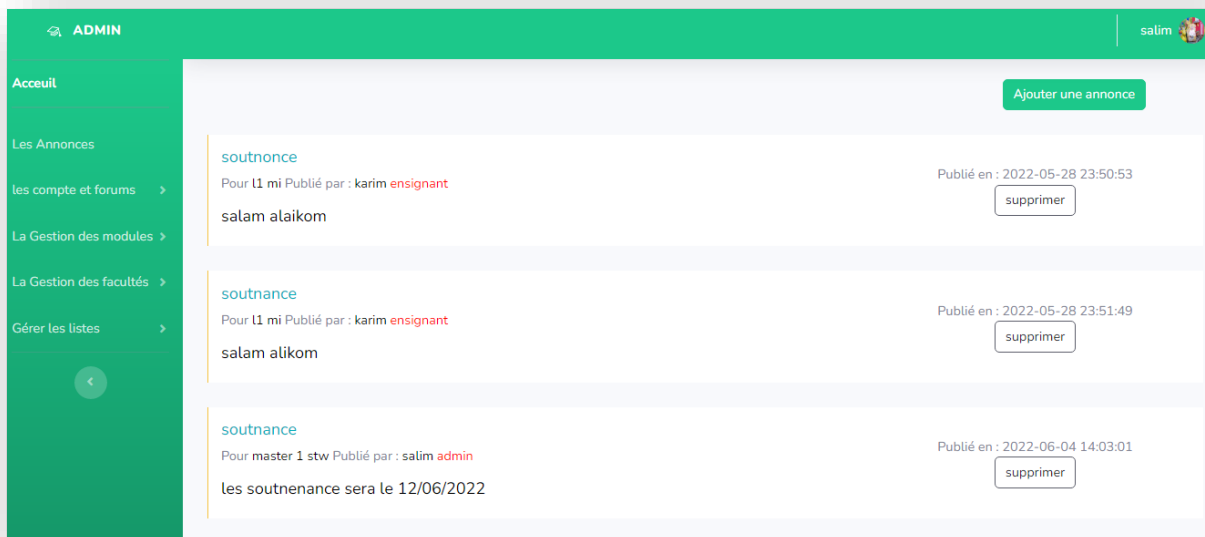 ADMIN
salim
Acceuil
Ajouter une annonce
Les Annonces
les compte et forums
La Gestion des modules
La Gestion des facultés
Gérer les listes
soutnonce
Pour l1 mi Publié par : karim ensignant
salam alaikom
Publié en : 2022-05-28 23:50:53
supprimer
soutnance
Pour l1 mi Publié par : karim ensignant
salam alikom
Publié en : 2022-05-28 23:51:49
supprimer
soutnance
Pour master 1 stw Publié par : salim admin
les soutnenance sera le 12/06/2022
Publié en : 2022-06-04 14:03:01
supprimer